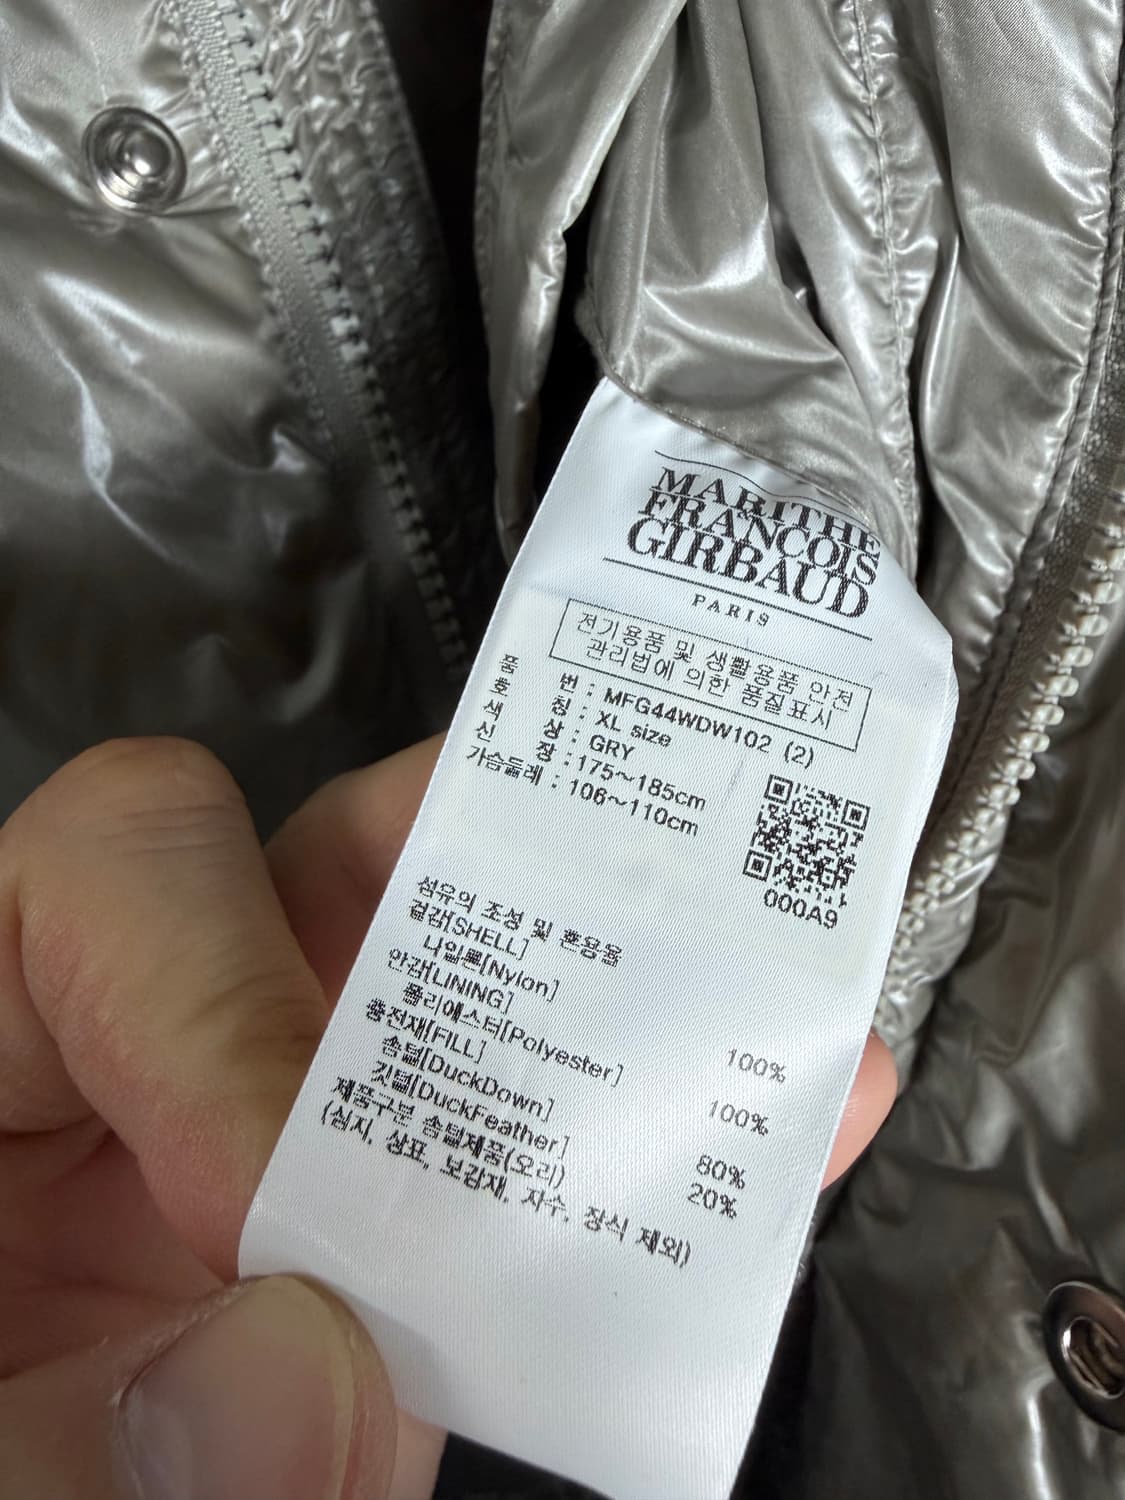 MARITHE
FRANCOIS
GIRBAUD
PARIS
전기용품 및 생활용품 안전
관리법에 의한 품질표시
품 번 : MFG44WDW102 (2)
호 칭 : XL size
색 상 : GRY
신 장 : 175~185cm
가슴둘레 : 106~110cm
000A9
섬유의 조성 및 혼용율
겉감[SHELL]
나일론[Nylon] 100%
안감[LINING]
폴리에스터[Polyester] 100%
충전재[FILL]
솜털[DuckDown] 80%
깃털[DuckFeather] 20%
제품구분 솜털제품(오리)
(심지, 상표, 보강재, 자수, 장식 제외)